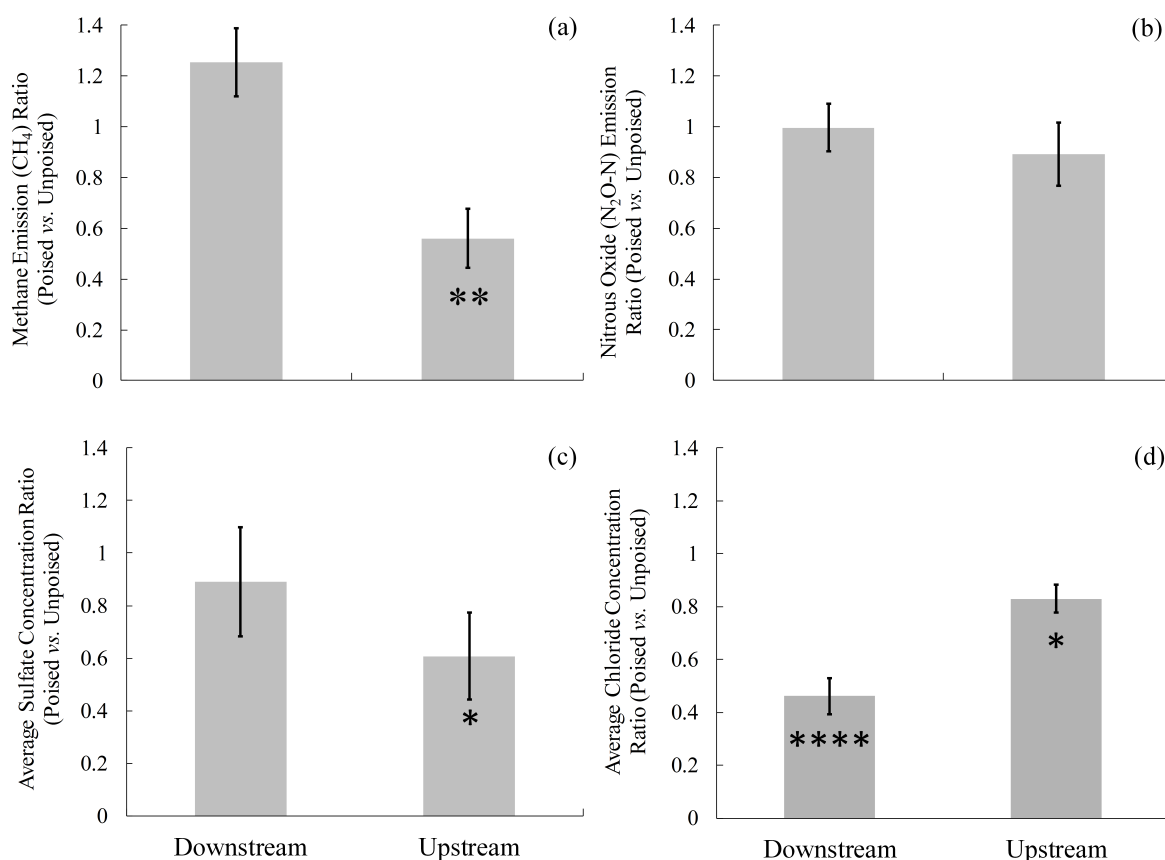 (a)
Methane Emission (CH₄) Ratio
(Poised vs. Unpoised)
1.4
1.2
1
0.8
0.6
0.4
0.2
0
**
(b)
Nitrous Oxide (N₂O-N) Emission
Ratio (Poised vs. Unpoised)
1.4
1.2
1
0.8
0.6
0.4
0.2
0
(c)
Average Sulfate Concentration Ratio
(Poised vs. Unpoised)
1.4
1.2
1
0.8
0.6
0.4
0.2
0
*
Downstream
Upstream
(d)
Average Chloride Concentration
Ratio (Poised vs. Unpoised)
1.4
1.2
1
0.8
0.6
0.4
0.2
0
****
*
Downstream
Upstream